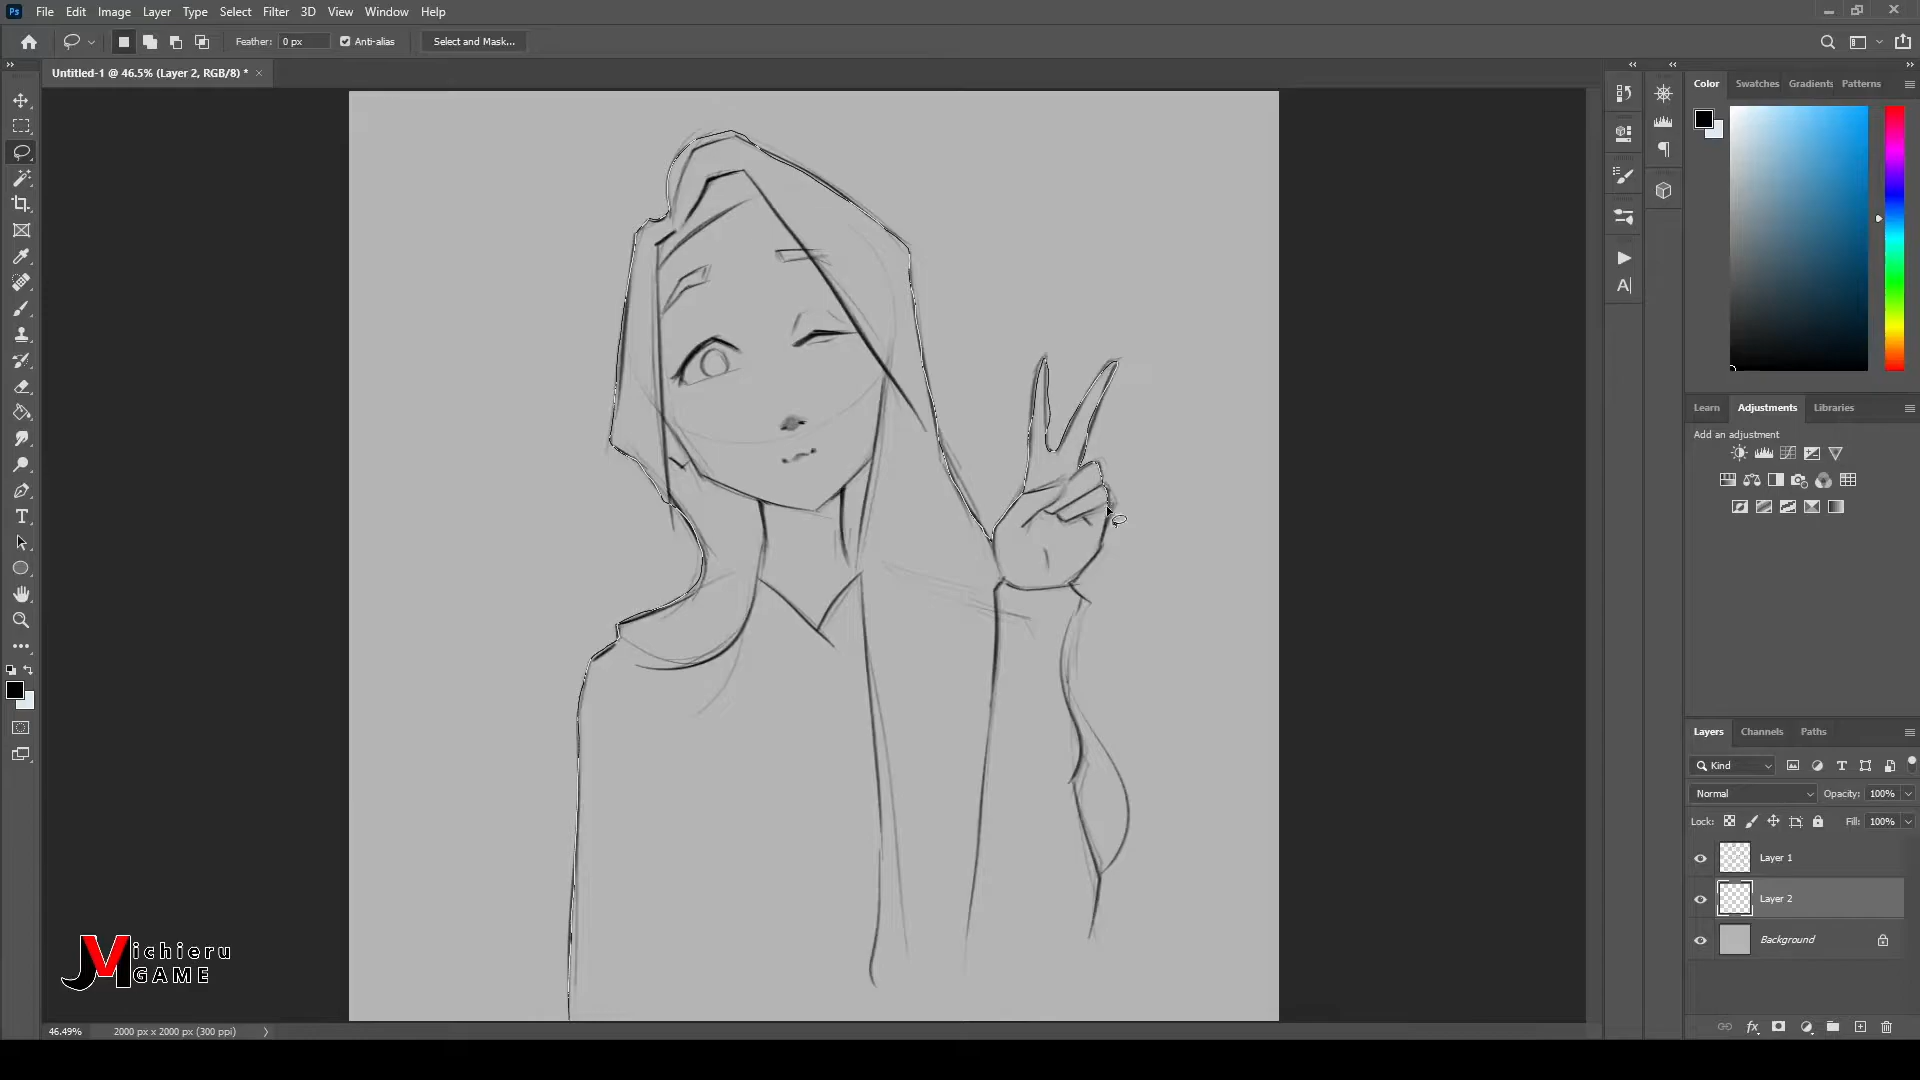 Ps File Edit Image Layer Type Select Filter 3D View Window Help
Feather: 0 px Anti-alias Select and Mask...
Untitled-1 @ 46.5% (Layer 2, RGB/8) *
Color Swatches Gradients Patterns
Learn Adjustments Libraries
Add an adjustment
Layers Channels Paths
Kind
Normal Opacity: 100%
Lock: Fill: 100%
Layer 1
Layer 2
Background
JVichieru
GAME
46.49% 2000 px x 2000 px (300 ppi)